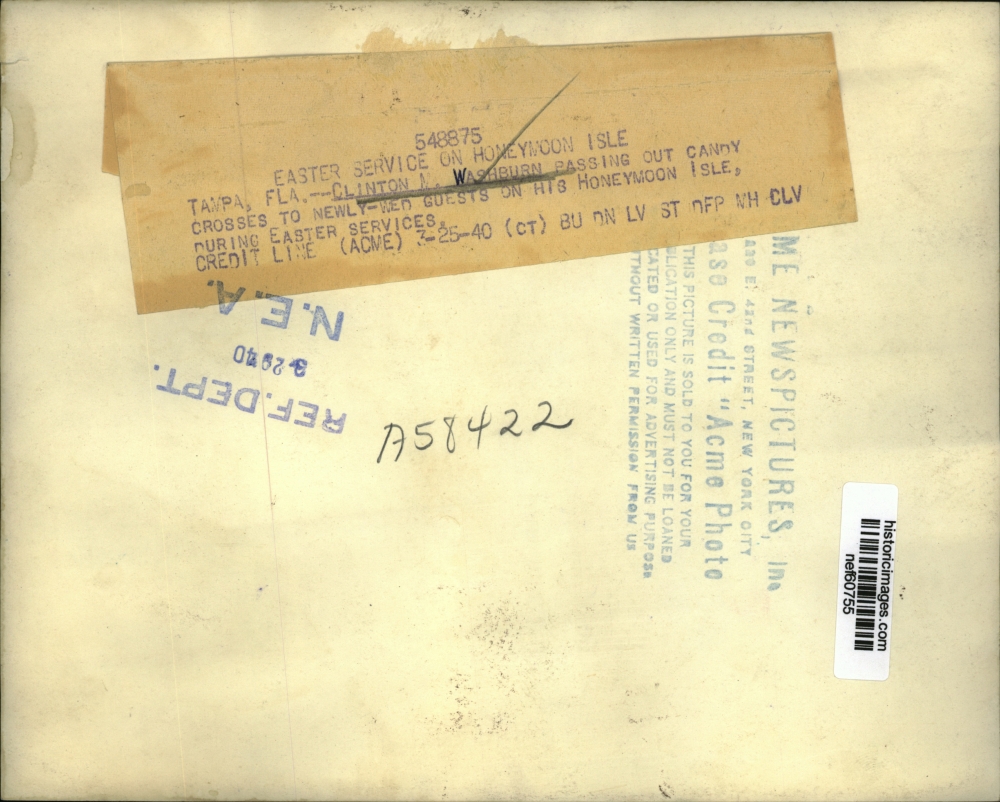 548875
EASTER SERVICE ON HONEYMOON ISLE
TAMPA, FLA.--CLINTON M. WASHBURN PASSING OUT CANDY
CROSSES TO NEWLY-WED GUESTS ON HIS HONEYMOON ISLE,
DURING EASTER SERVICES.
CREDIT LINE (ACME) 3-25-40 (CT) BU DN LV ST DFP WH CLV
N.E.A.
3-29 40
REF.DEPT.
A58422
ME NEWSPICTURES, Inc
E. 42nd STREET, NEW YORK CITY
ase Credit "Acme Photo
THIS PICTURE IS SOLD TO YOU FOR YOUR
BLICATION ONLY AND MUST NOT BE LOANED
CATED OR USED FOR ADVERTISING PURPOSE
THOUT WRITTEN PERMISSION FROM US
historicimages.com
nef60755